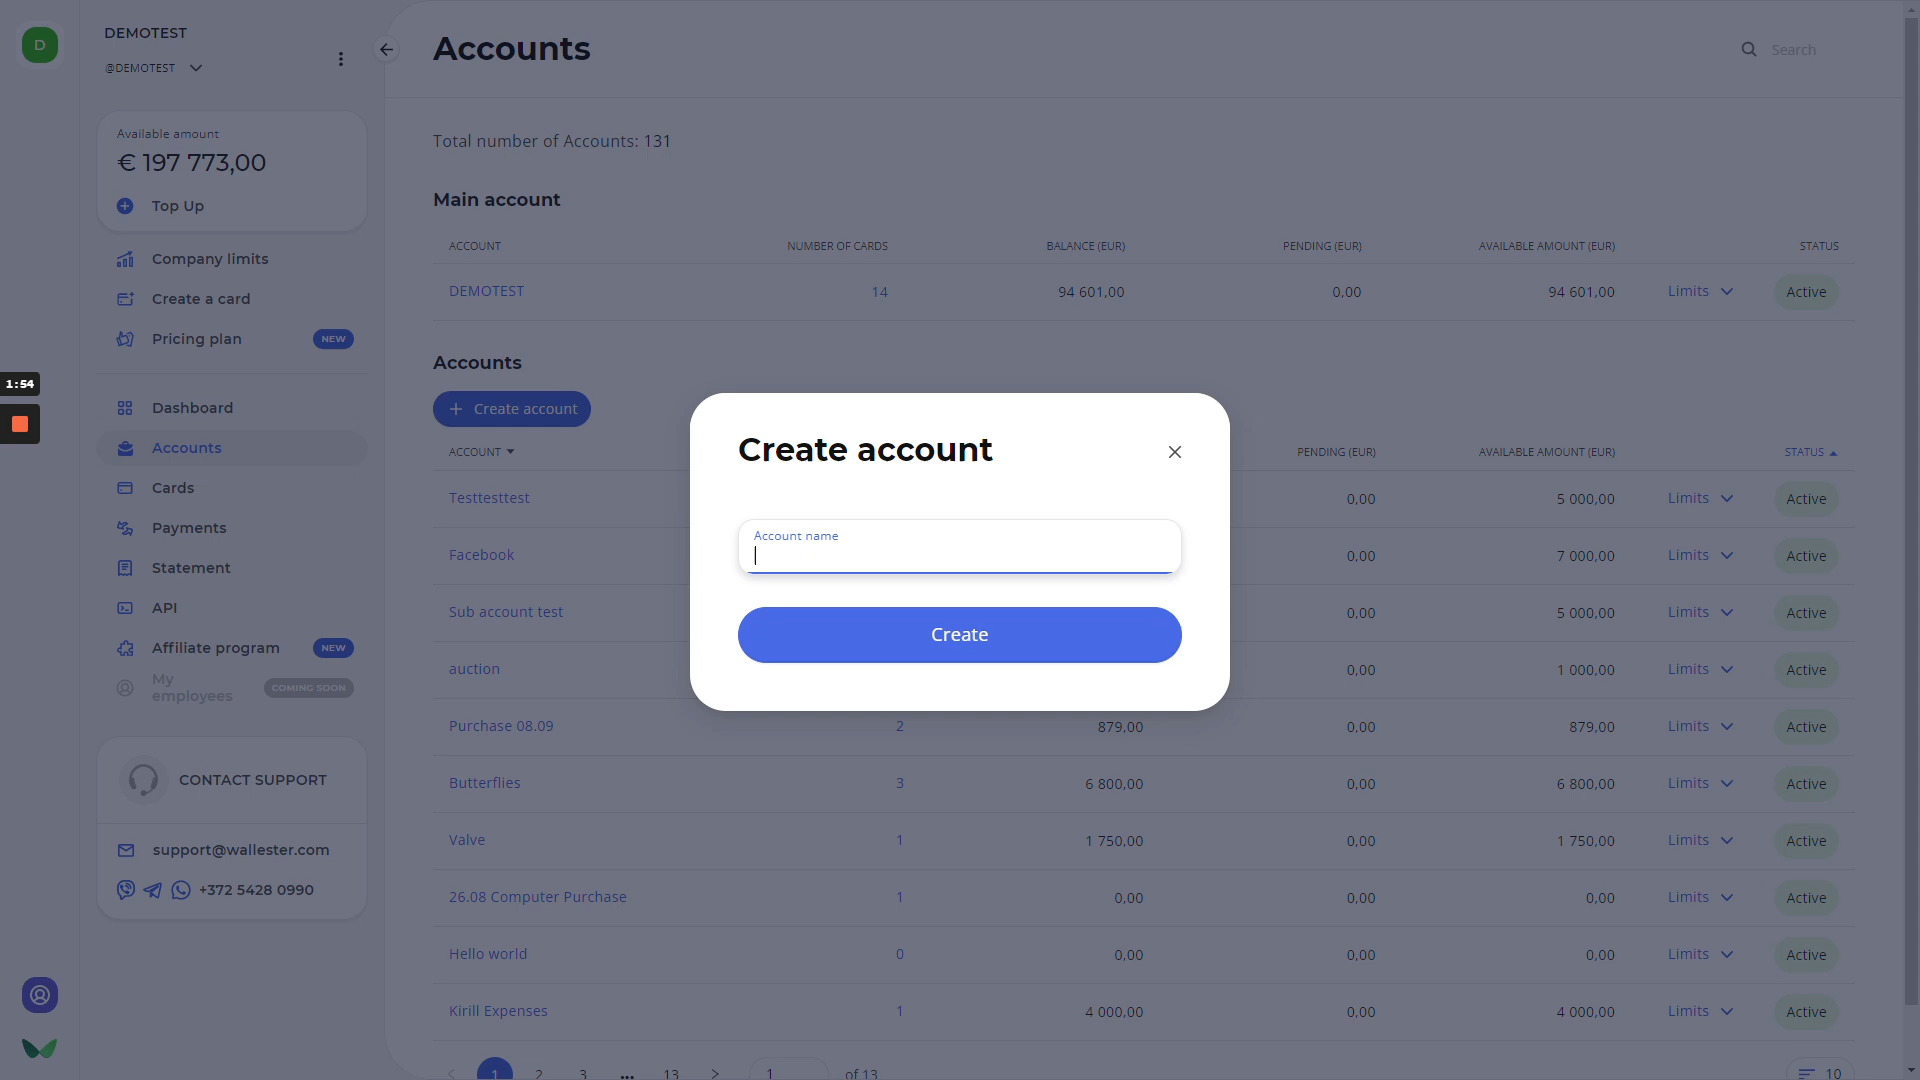 D
DEMOTEST
@DEMOTEST
Available amount
€ 197 773,00
Top Up
Company limits
Create a card
Pricing plan NEW
1:54
Dashboard
Accounts
Cards
Payments
Statement
API
Affiliate program NEW
My employees COMING SOON
CONTACT SUPPORT
support@wallester.com
+372 5428 0990
Accounts
Search
Total number of Accounts: 131
Main account
ACCOUNT NUMBER OF CARDS BALANCE (EUR) PENDING (EUR) AVAILABLE AMOUNT (EUR) STATUS
DEMOTEST 14 94 601,00 0,00 94 601,00 Limits Active
Accounts
+ Create account
ACCOUNT PENDING (EUR) AVAILABLE AMOUNT (EUR) STATUS
Testtesttest 0,00 5 000,00 Limits Active
Facebook 0,00 7 000,00 Limits Active
Sub account test 0,00 5 000,00 Limits Active
auction 0,00 1 000,00 Limits Active
Purchase 08.09 2 879,00 0,00 879,00 Limits Active
Butterflies 3 6 800,00 0,00 6 800,00 Limits Active
Valve 1 1 750,00 0,00 1 750,00 Limits Active
26.08 Computer Purchase 1 0,00 0,00 0,00 Limits Active
Hello world 0 0,00 0,00 0,00 Limits Active
Kirill Expenses 1 4 000,00 0,00 4 000,00 Limits Active
1 2 3 ... 13 1 of 13 10
Create account
Account name
Create